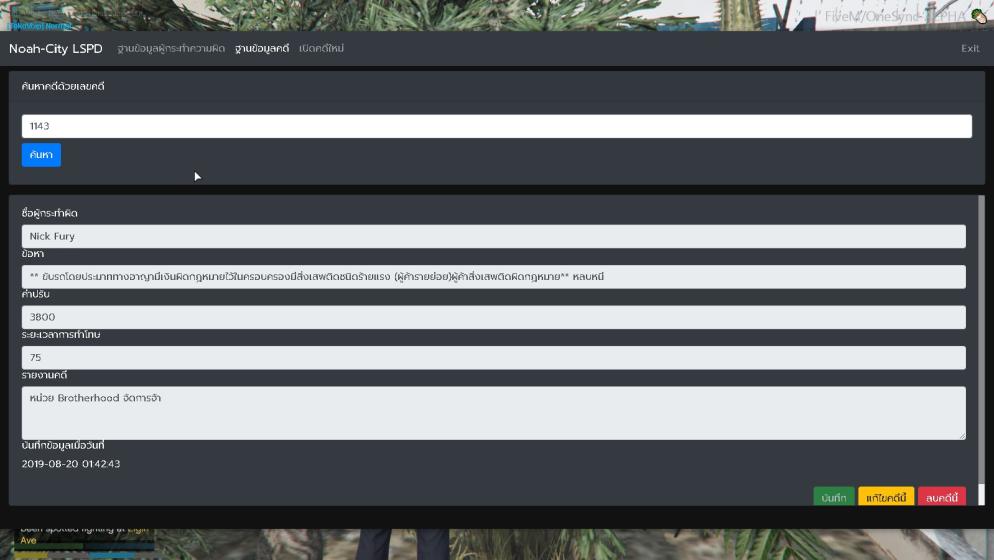 FiveM/OneSync-ALPHA
Noah-City LSPD ฐานข้อมูลผู้กระทำความผิด ฐานข้อมูลคดี เปิดคดีใหม่ Exit
ค้นหาคดีด้วยเลขคดี
1143
ค้นหา
ชื่อผู้กระทำผิด
Nick Fury
ข้อหา
** ขับรถโดยประมาททางอาญามีเงินผิดกฎหมายไว้ในครอบครองมีสิ่งเสพติดชนิดร้ายแรง (ผู้ค้ารายย่อย)ผู้ค้าสิ่งเสพติดผิดกฎหมาย** หลบหนี
ค่าปรับ
3800
ระยะเวลาการทำโทษ
75
รายงานคดี
หน่วย Brotherhood จัดการจ้า
บันทึกข้อมูลเมื่อวันที่
2019-08-20 01:42:43
บันทึก แก้ไขคดีนี้ ลบคดีนี้
been spotted fighting at Elgin
Ave